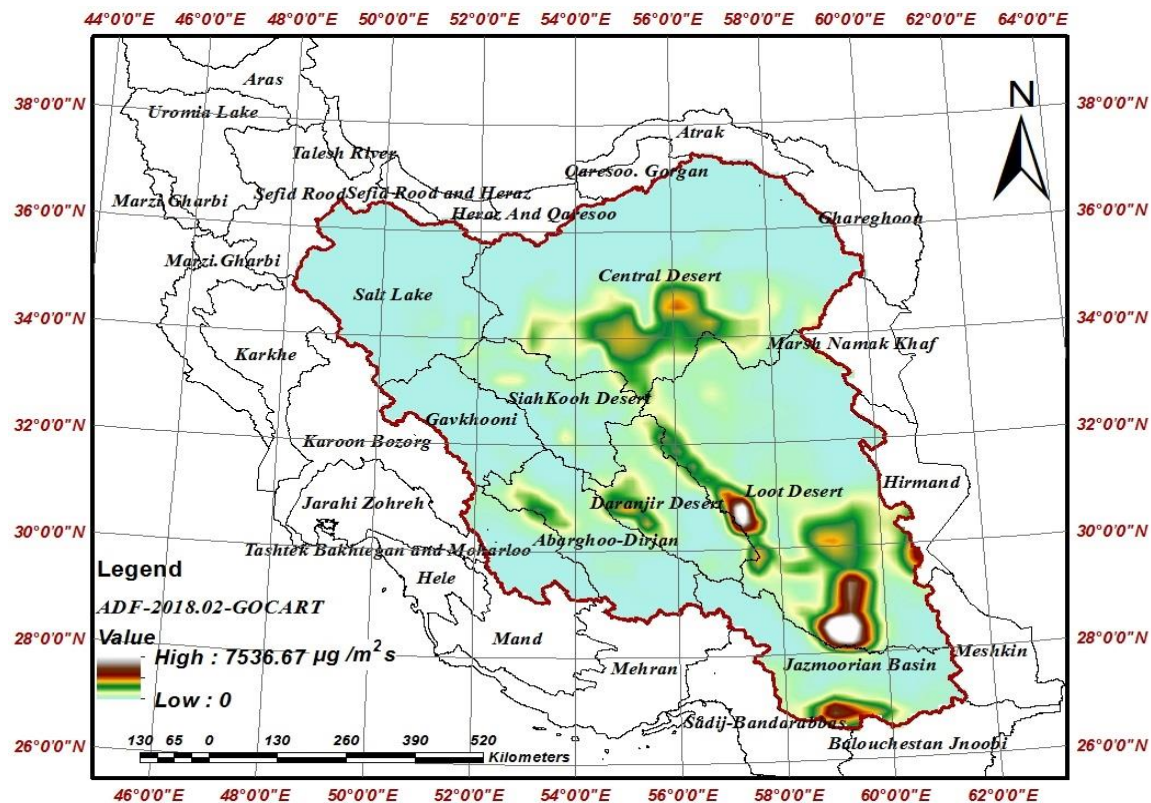 44°0'0"E 46°0'0"E 48°0'0"E 50°0'0"E 52°0'0"E 54°0'0"E 56°0'0"E 58°0'0"E 60°0'0"E 62°0'0"E 64°0'0"E
N
Aras
38°0'0"N 38°0'0"N
Uromia Lake
Atrak
Talesh River
Qaresoo. Gorgan
Sefid Rood Sefid Rood and Heraz
Marzi Gharbi
36°0'0"N 36°0'0"N
Heraz And Qaresoo
Ghareghoon
Marzi.Gharbi
Central Desert
Salt Lake
34°0'0"N 34°0'0"N
Marsh Namak Khaf
Karkhe
SiahKooh Desert
Gavkhooni
32°0'0"N 32°0'0"N
Karoon Bozorg
Hirmand
Loot Desert
Jarahi Zohreh
Daranjir Desert
30°0'0"N 30°0'0"N
Abarghoo-Dirjan
Tashtek Bakhtegan and Moharloo
Legend
Hele
ADF-2018.02-GOCART
Value
28°0'0"N 28°0'0"N
Mand
Meshkin
High : 7536.67 µg /m²s
Mehran
Jazmoorian Basin
Low : 0
Sadij-Bandarabbas
26°0'0"N 26°0'0"N
Balouchestan Jnoobi
130 65 0 130 260 390 520
Kilometers
46°0'0"E 48°0'0"E 50°0'0"E 52°0'0"E 54°0'0"E 56°0'0"E 58°0'0"E 60°0'0"E 62°0'0"E